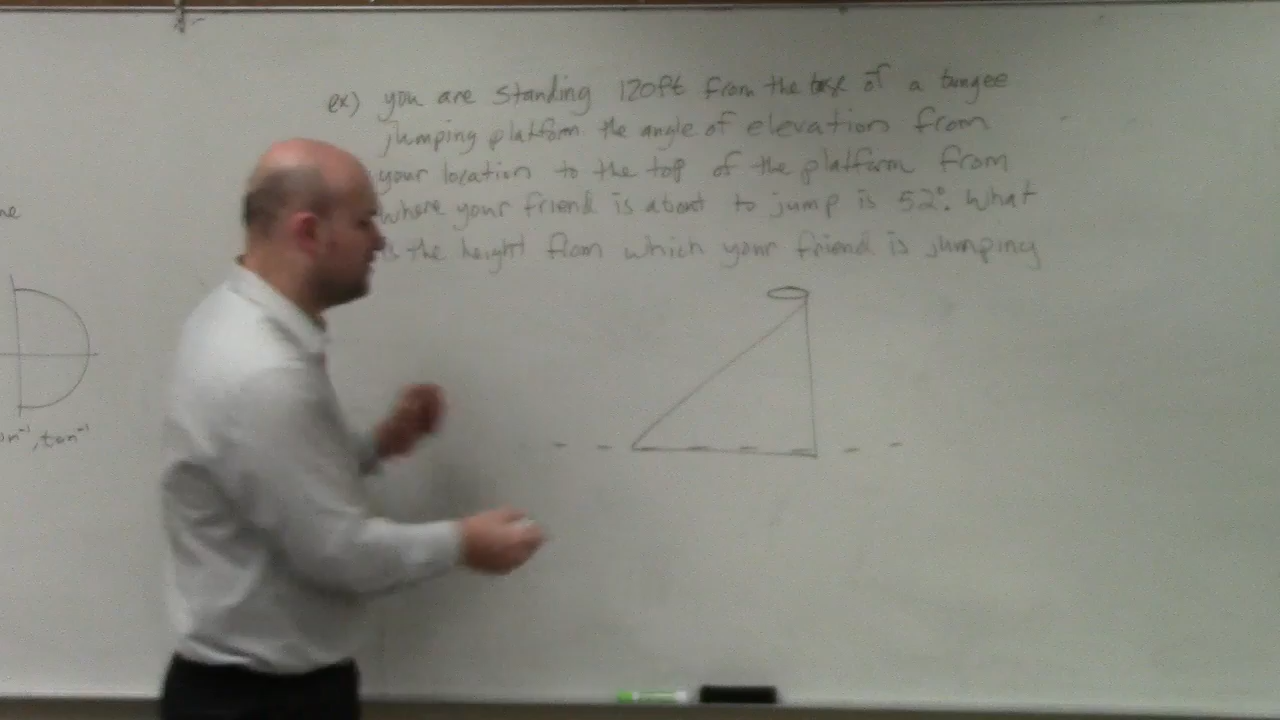 ex) you are standing 120ft from the base of a bungee
jumping platform. the angle of elevation from
your location to the top of the platform from
where your friend is about to jump is 52°. What
is the height from which your friend is jumping
tan⁻¹